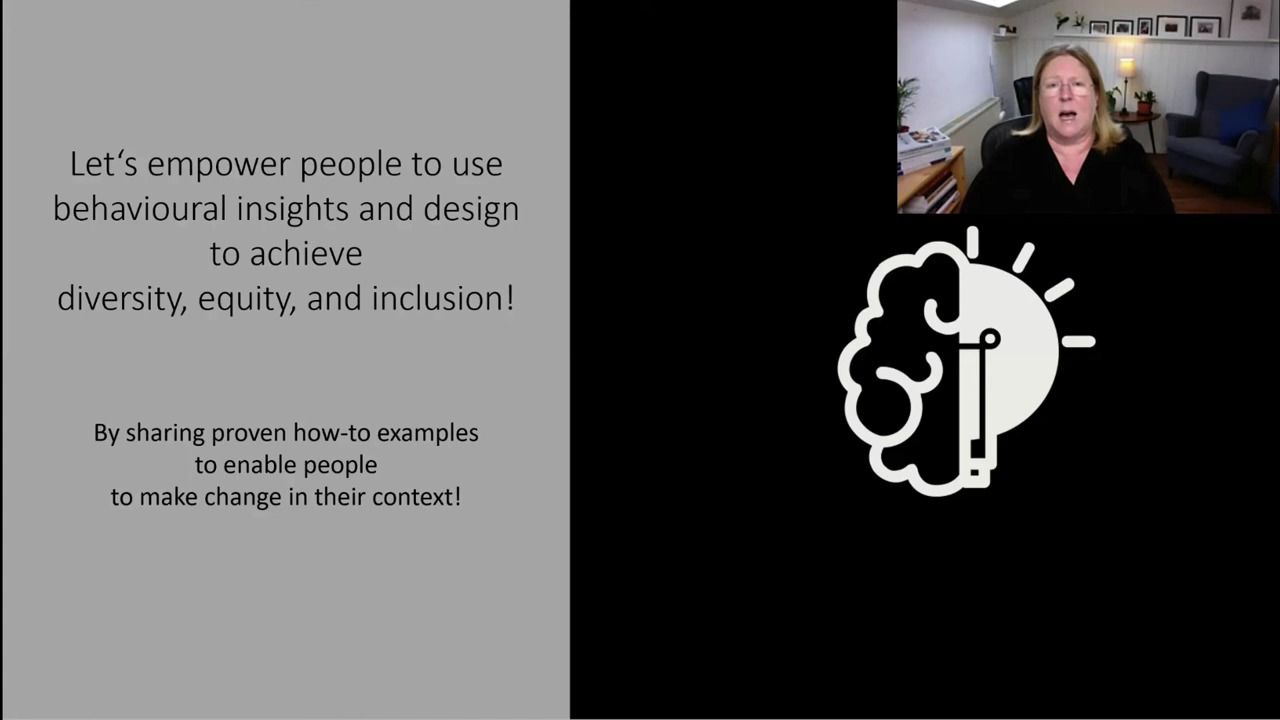 Let‘s empower people to use
behavioural insights and design
to achieve
diversity, equity, and inclusion!
By sharing proven how-to examples
to enable people
to make change in their context!